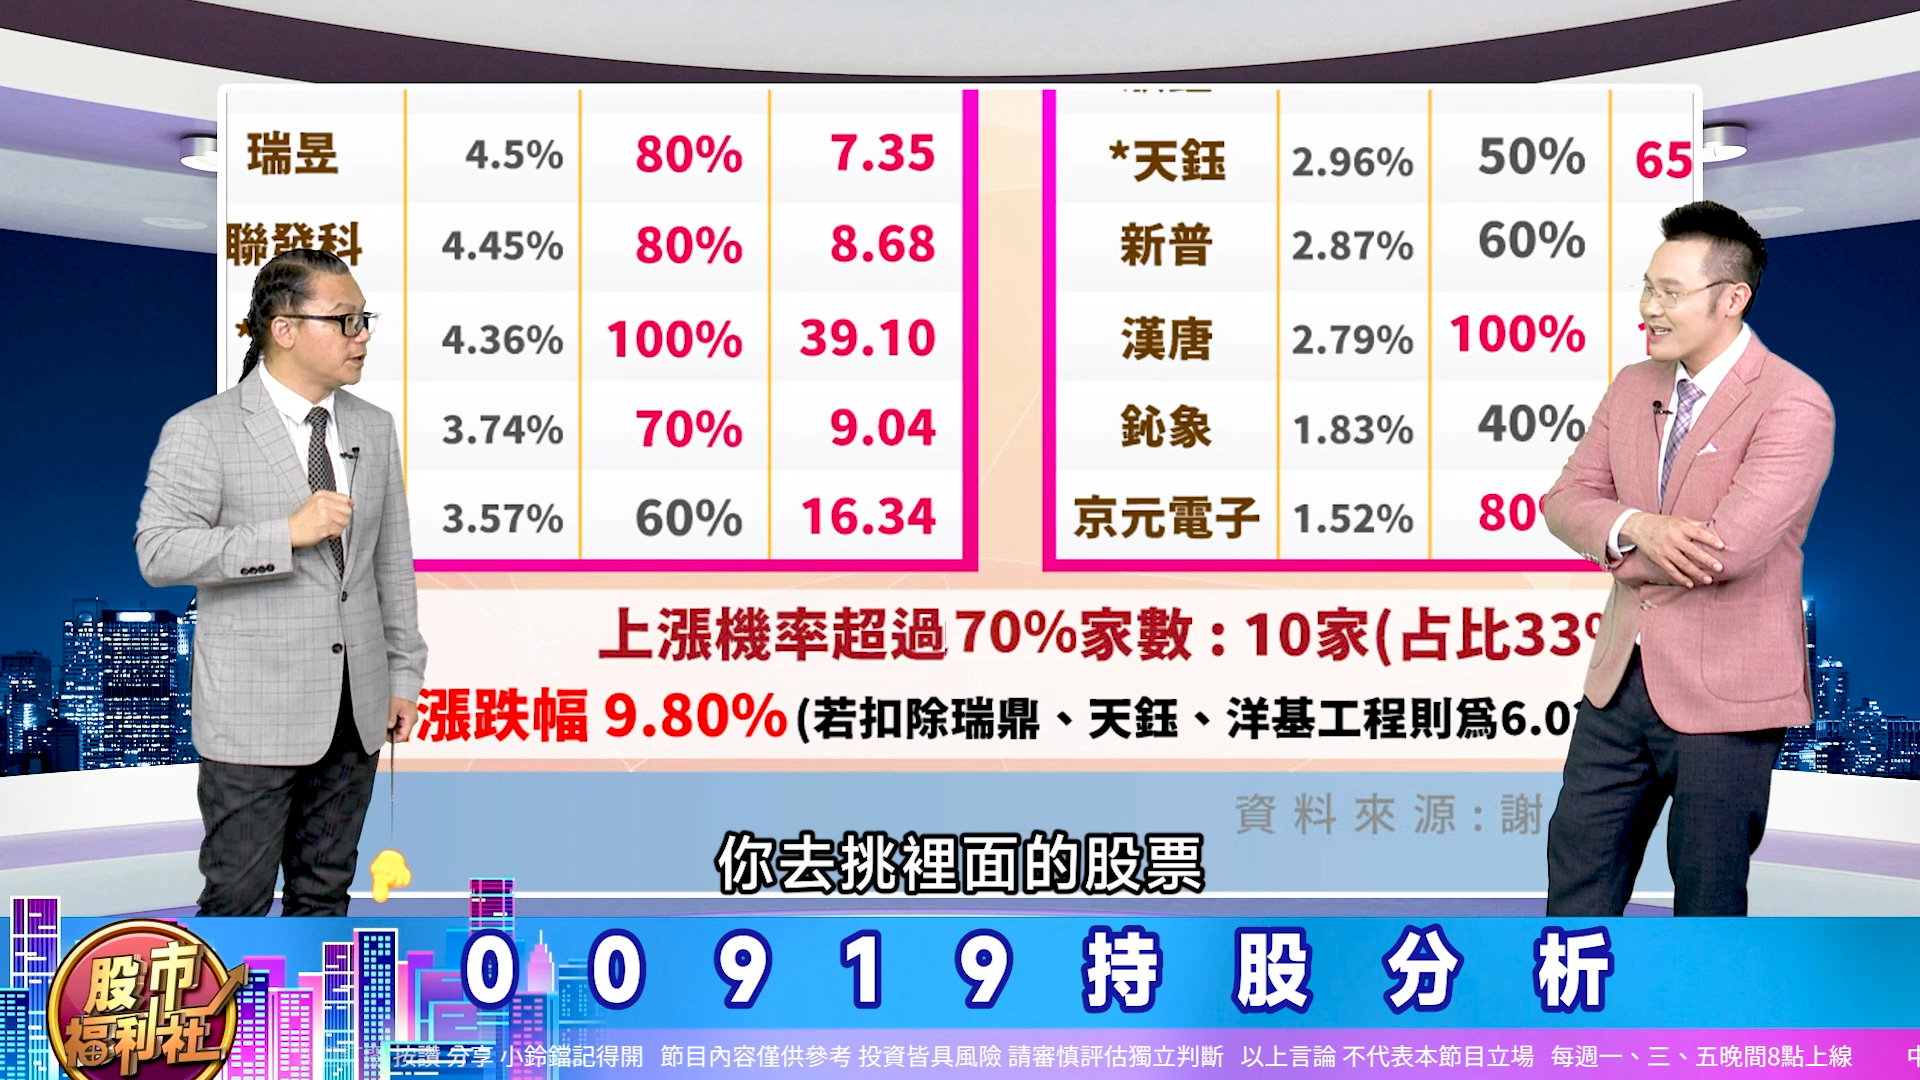 瑞昱 4.5% 80% 7.35
聯發科 4.45% 80% 8.68
* 4.36% 100% 39.10
3.74% 70% 9.04
3.57% 60% 16.34
*天鈺 2.96% 50% 65
新普 2.87% 60%
漢唐 2.79% 100%
鈊象 1.83% 40%
京元電子 1.52% 80
上漲機率超過70%家數:10家(占比33%
漲跌幅 9.80% (若扣除瑞鼎、天鈺、洋基工程則為6.0
資料來源:謝
你去挑裡面的股票
00919持股分析
股市
福利社
按讚 分享 小鈴鐺記得開 節目內容僅供參考 投資皆具風險 請審慎評估獨立判斷 以上言論 不代表本節目立場 每週一、三、五晚間8點上線